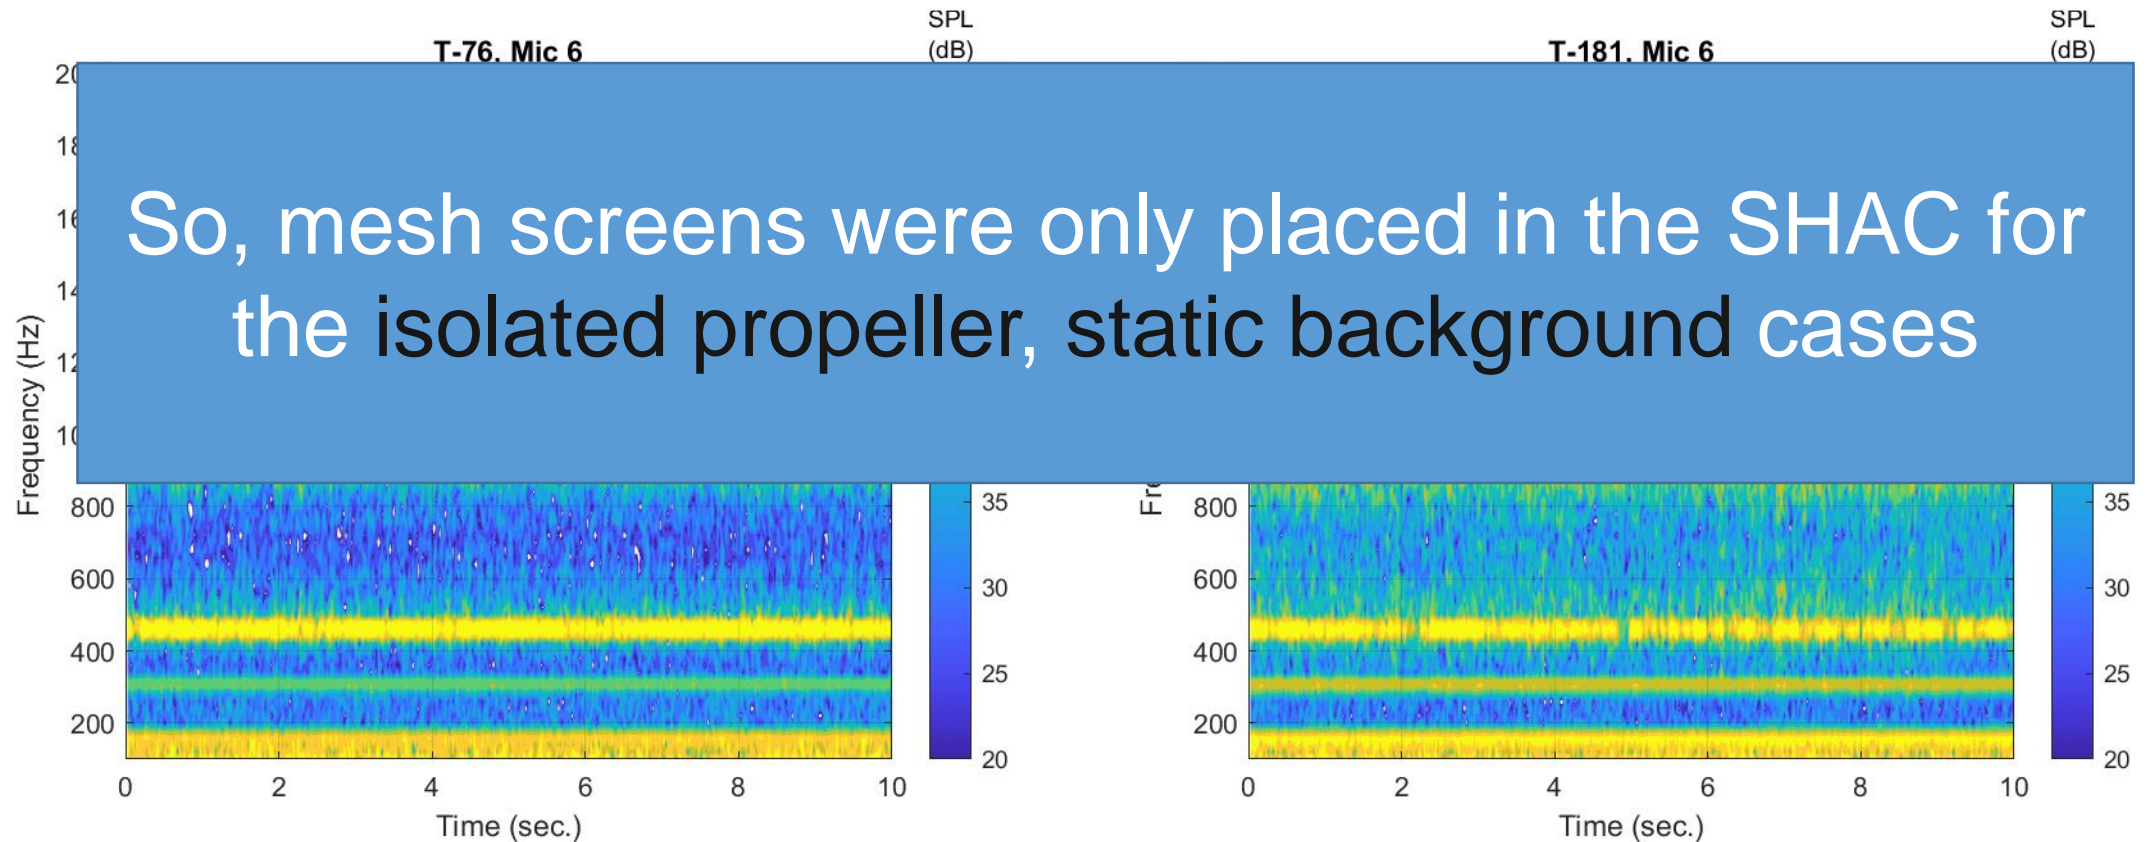 SPL
(dB)
T-76, Mic 6
SPL
(dB)
T-181, Mic 6
So, mesh screens were only placed in the SHAC for
the isolated propeller, static background cases
Frequency (Hz)
800
600
400
200
0 2 4 6 8 10
Time (sec.)
35
30
25
20
Fre
800
600
400
200
0 2 4 6 8 10
Time (sec.)
35
30
25
20